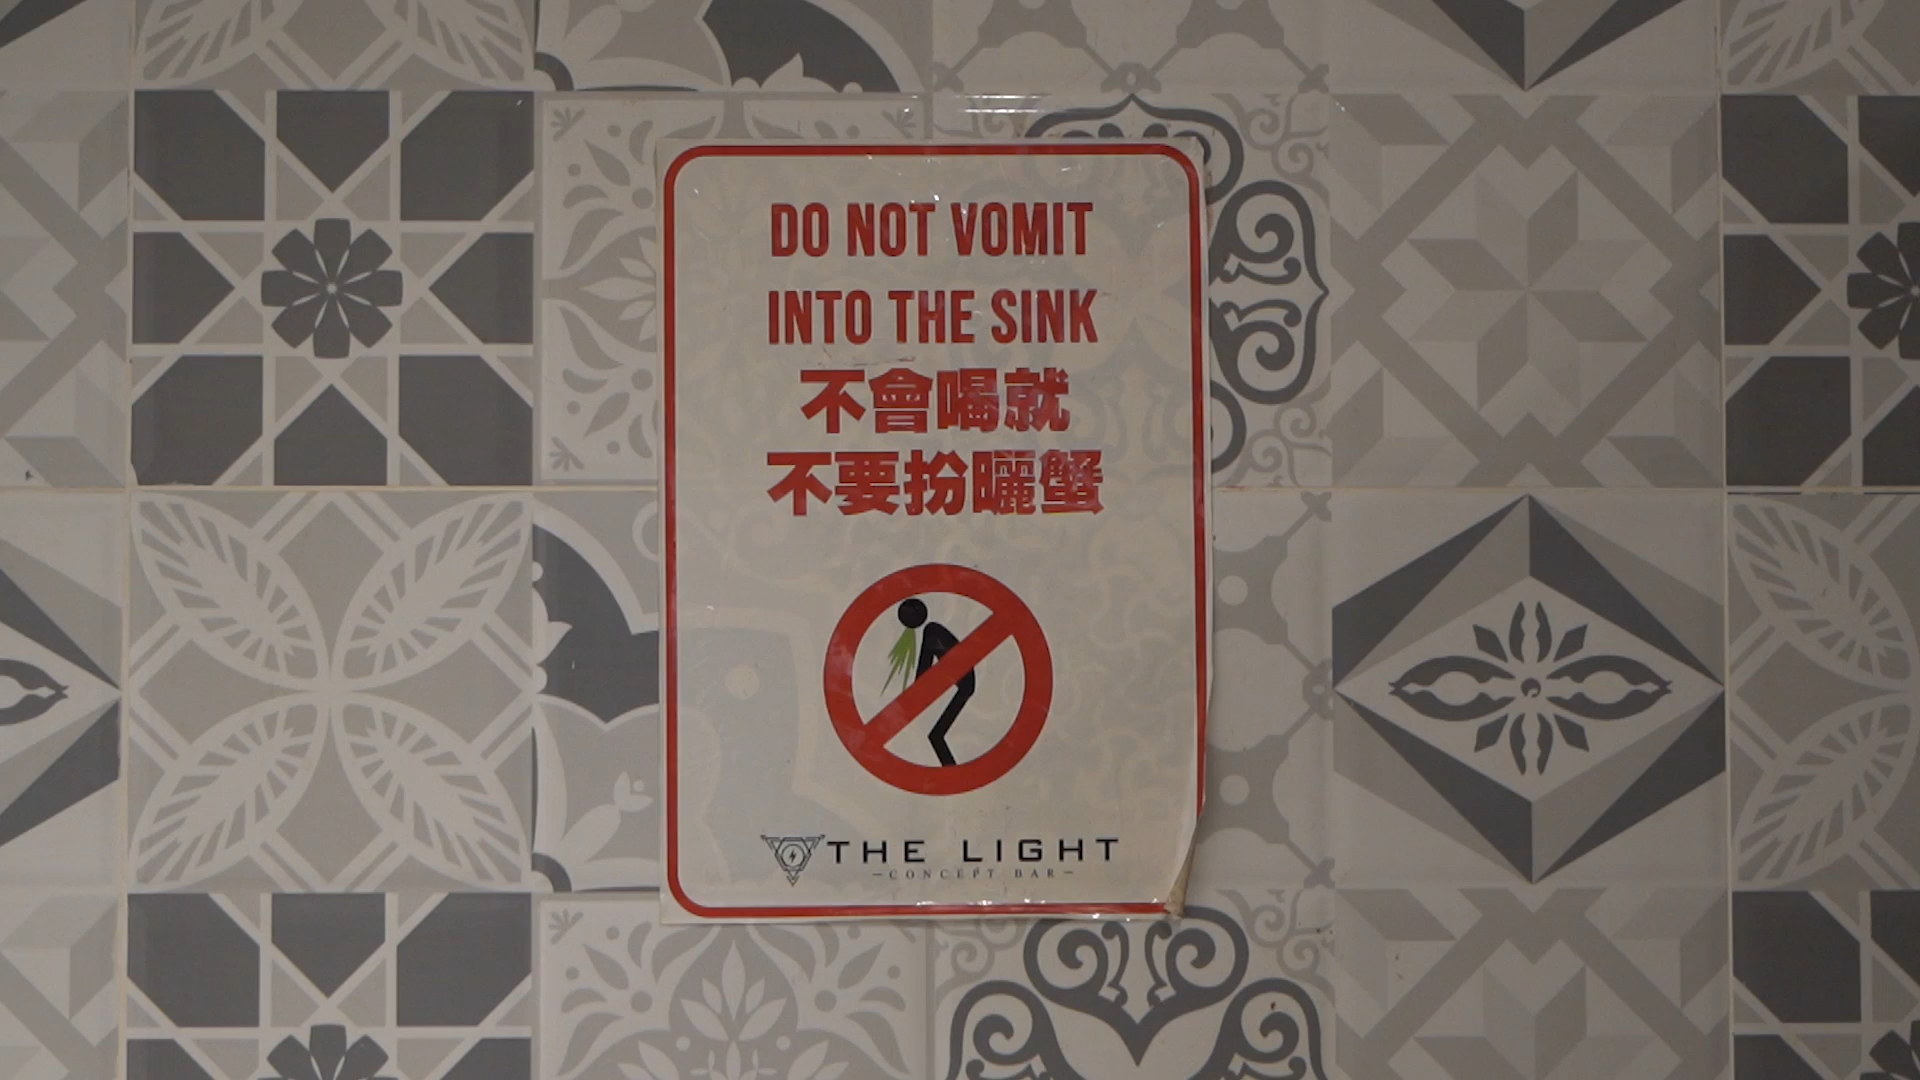 DO NOT VOMIT
INTO THE SINK
不會喝就
不要扮曬蟹
THE LIGHT
-CONCEPT BAR-